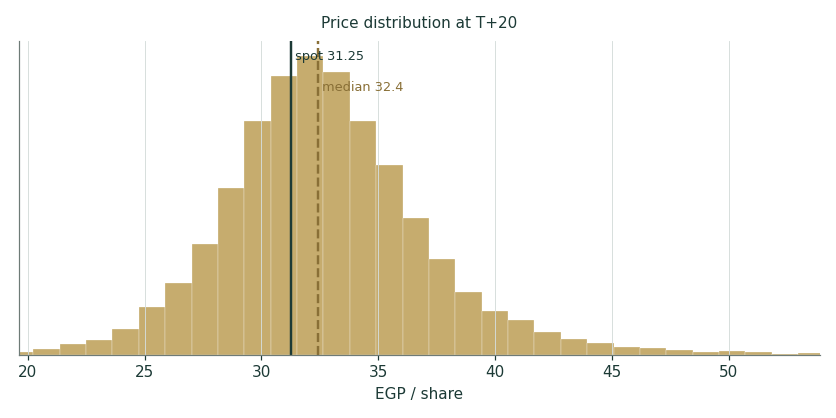 Price distribution at T+20
spot 31.25
median 32.4
20 25 30 35 40 45 50
EGP / share